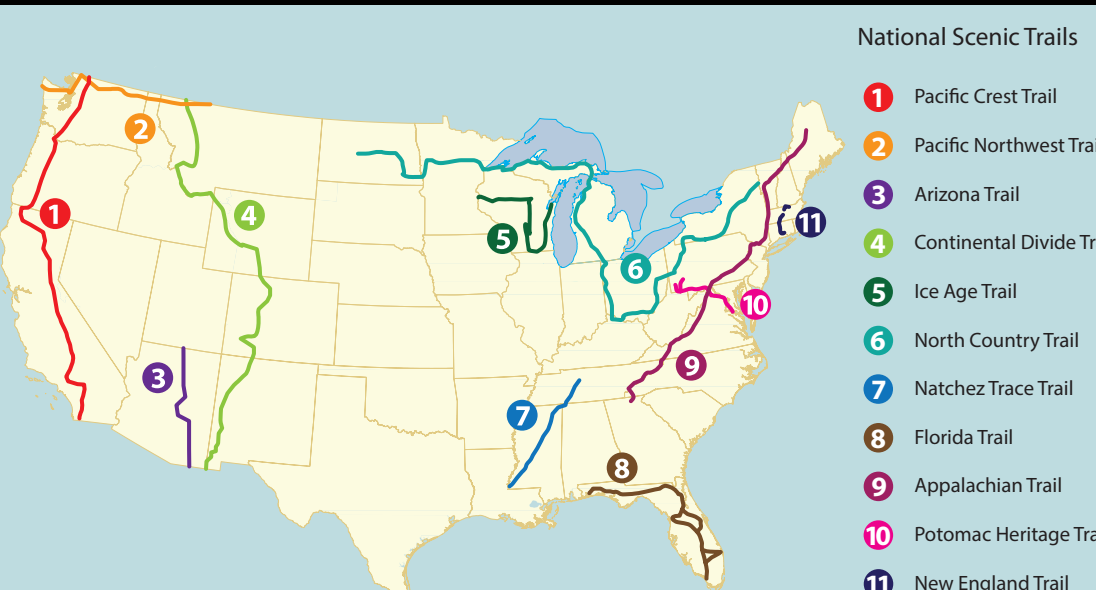 National Scenic Trails
1 Pacific Crest Trail
2 Pacific Northwest Trai
3 Arizona Trail
4 Continental Divide Tr
5 Ice Age Trail
6 North Country Trail
7 Natchez Trace Trail
8 Florida Trail
9 Appalachian Trail
10 Potomac Heritage Tra
11 New England Trail
2
1
4
5
11
6
10
3
9
7
8